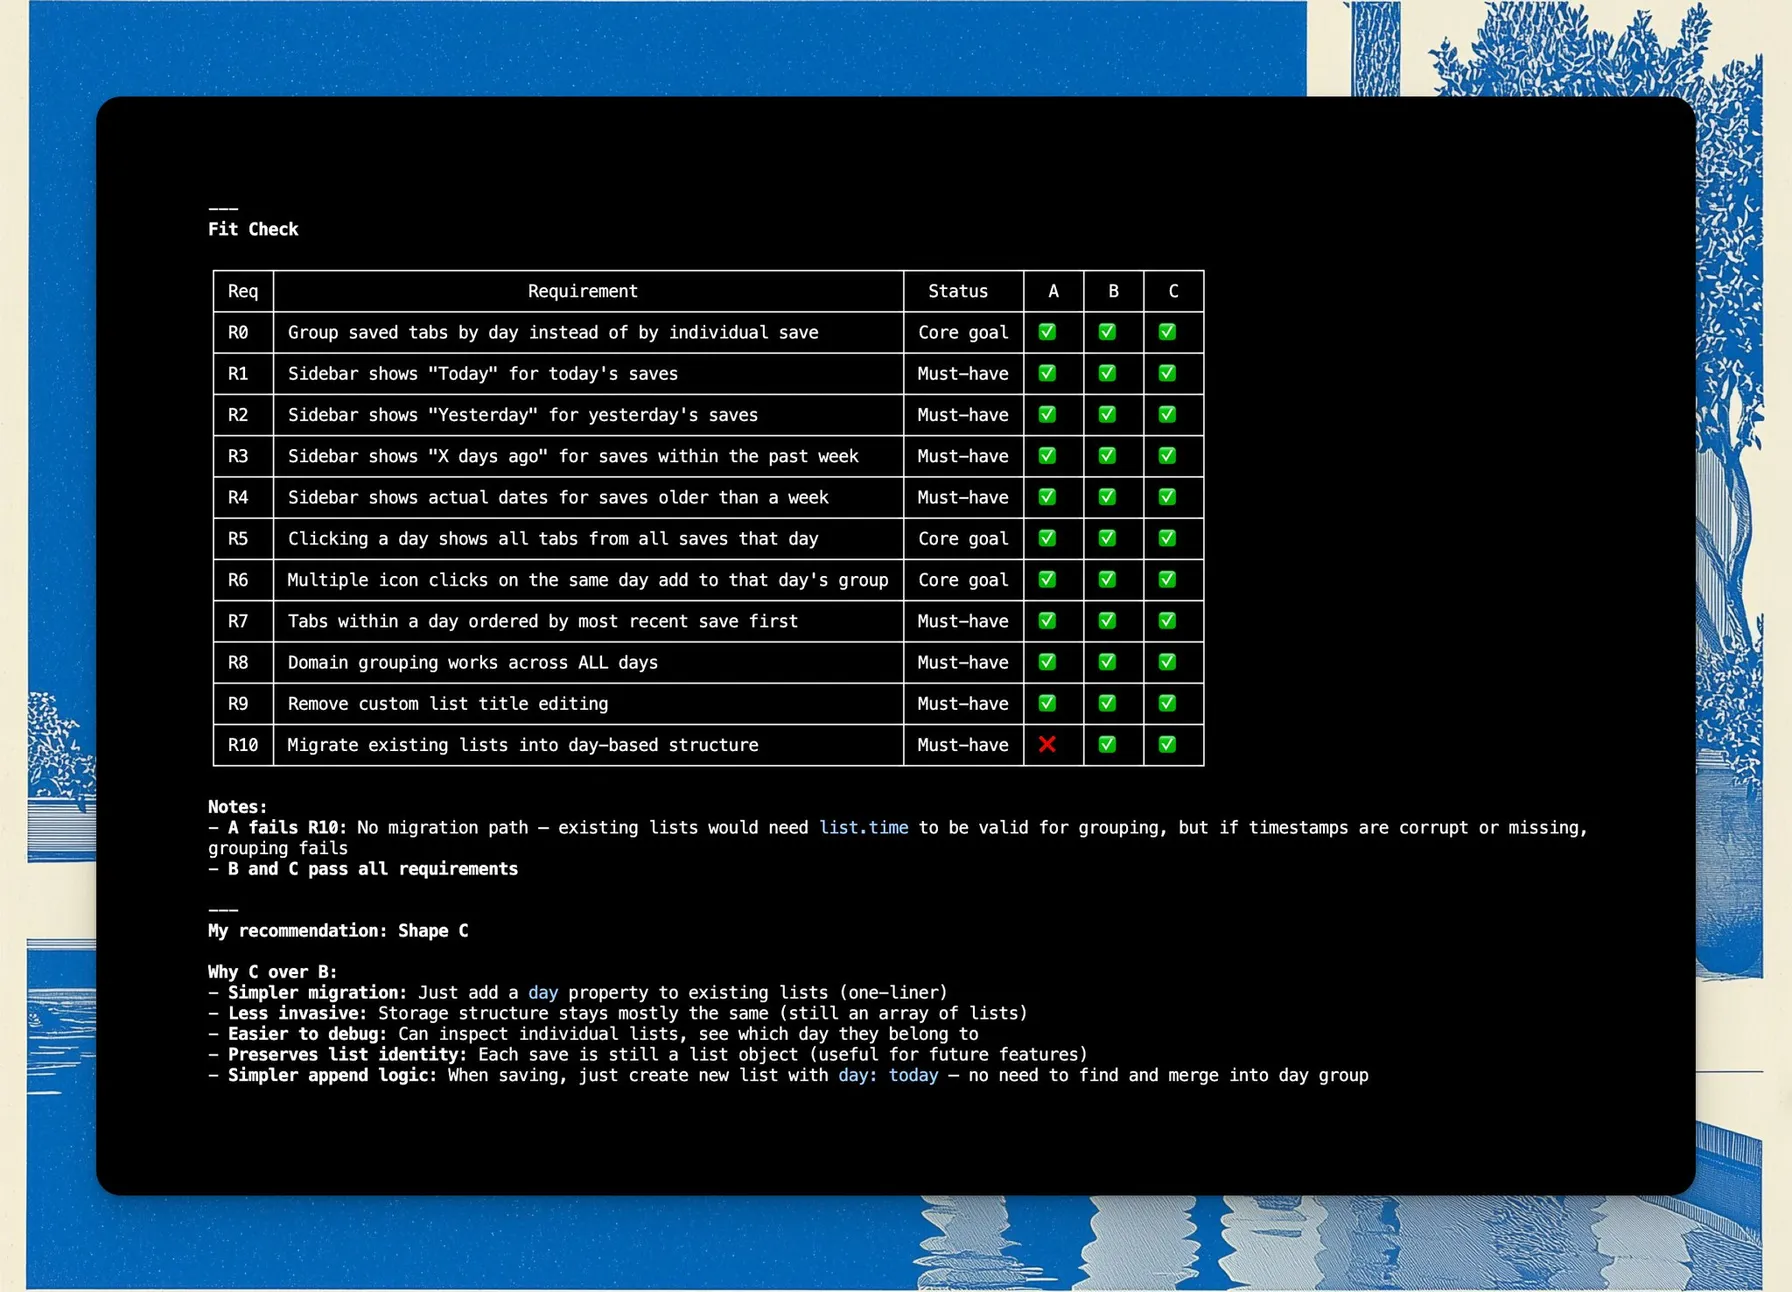 ———
Fit Check
Req Requirement Status A B C
R0 Group saved tabs by day instead of by individual save Core goal ✅ ✅ ✅
R1 Sidebar shows "Today" for today's saves Must-have ✅ ✅ ✅
R2 Sidebar shows "Yesterday" for yesterday's saves Must-have ✅ ✅ ✅
R3 Sidebar shows "X days ago" for saves within the past week Must-have ✅ ✅ ✅
R4 Sidebar shows actual dates for saves older than a week Must-have ✅ ✅ ✅
R5 Clicking a day shows all tabs from all saves that day Core goal ✅ ✅ ✅
R6 Multiple icon clicks on the same day add to that day's group Core goal ✅ ✅ ✅
R7 Tabs within a day ordered by most recent save first Must-have ✅ ✅ ✅
R8 Domain grouping works across ALL days Must-have ✅ ✅ ✅
R9 Remove custom list title editing Must-have ✅ ✅ ✅
R10 Migrate existing lists into day-based structure Must-have ❌ ✅ ✅
Notes:
- A fails R10: No migration path — existing lists would need list.time to be valid for grouping, but if timestamps are corrupt or missing,
grouping fails
- B and C pass all requirements
———
My recommendation: Shape C
Why C over B:
- Simpler migration: Just add a day property to existing lists (one-liner)
- Less invasive: Storage structure stays mostly the same (still an array of lists)
- Easier to debug: Can inspect individual lists, see which day they belong to
- Preserves list identity: Each save is still a list object (useful for future features)
- Simpler append logic: When saving, just create new list with day: today — no need to find and merge into day group